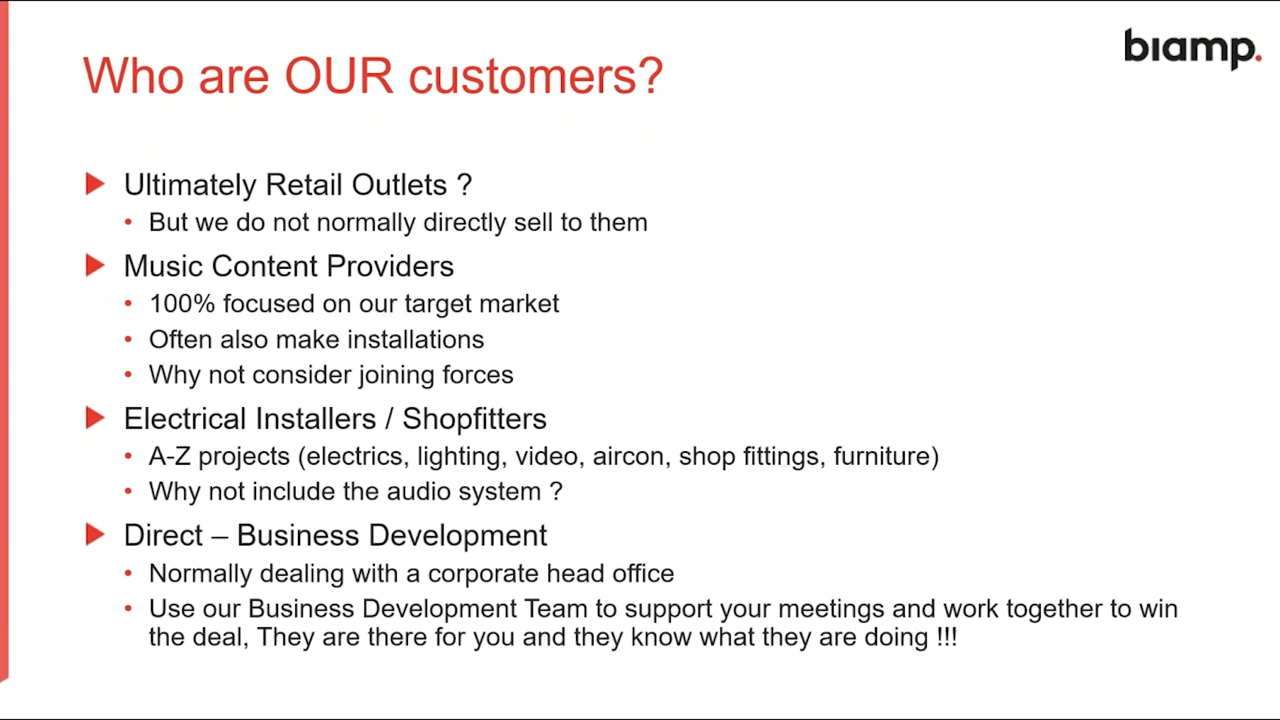 biamp.
Who are OUR customers?
Ultimately Retail Outlets ?
But we do not normally directly sell to them
Music Content Providers
100% focused on our target market
Often also make installations
Why not consider joining forces
Electrical Installers / Shopfitters
A-Z projects (electrics, lighting, video, aircon, shop fittings, furniture)
Why not include the audio system ?
Direct – Business Development
Normally dealing with a corporate head office
Use our Business Development Team to support your meetings and work together to win
the deal, They are there for you and they know what they are doing !!!